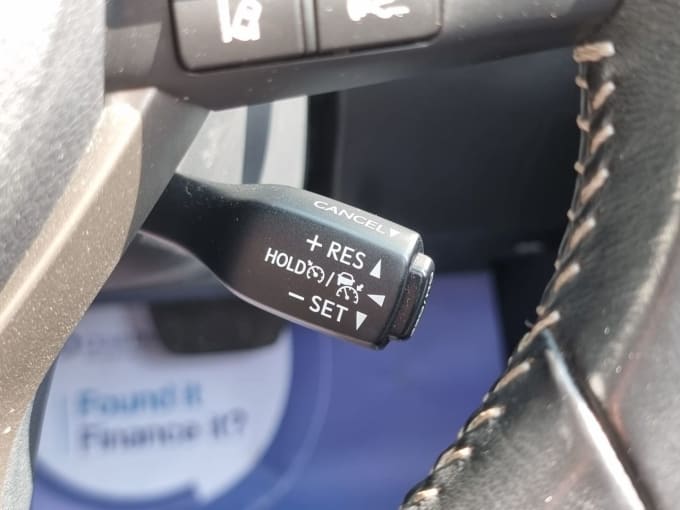 CANCEL▼
+ RES ▲
HOLD /
– SET ▼
Found it
Finance it?